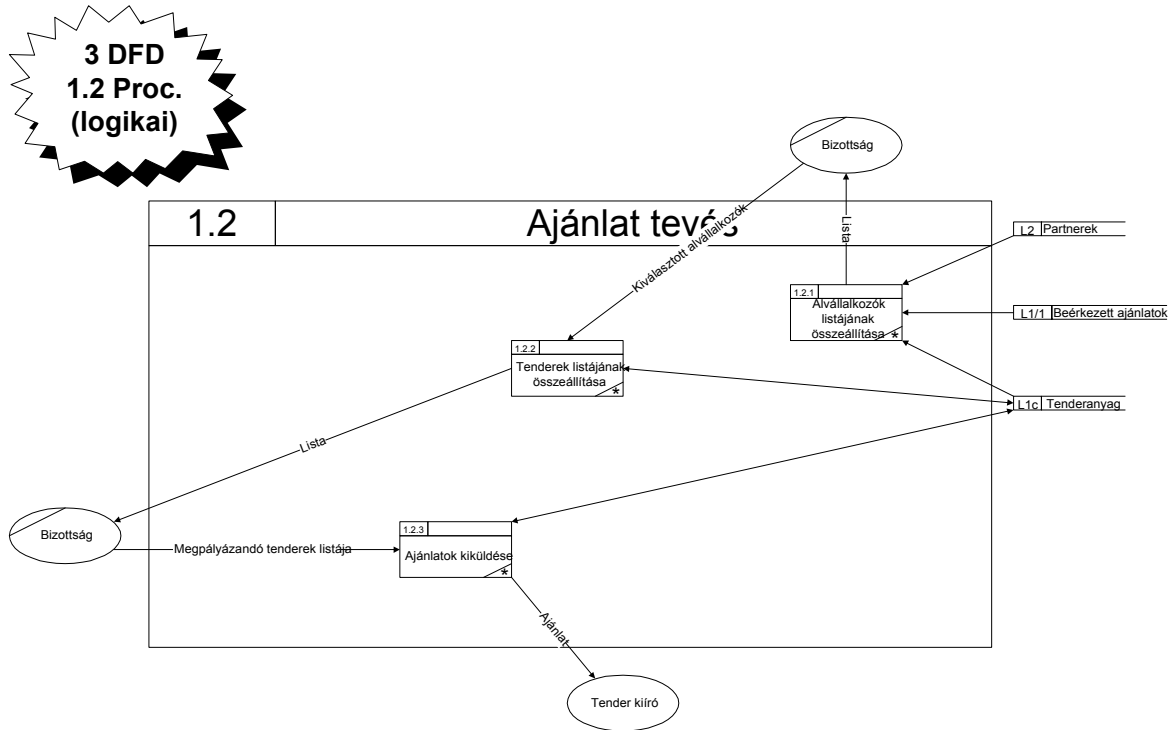 3 DFD
1.2 Proc.
(logikai)
Bizottság
1.2
Ajánlat tevés
Kiválasztott alvállalkozók
Lista
L2 Partnerek
1.2.1
Alvállalkozók
listájának
összeállítása
*
L1/1 Beérkezett ajánlatok
1.2.2
Tenderek listájának
összeállítása
*
L1c Tenderanyag
Lista
Bizottság
Megpályázandó tenderek listája
1.2.3
Ajánlatok kiküldése
*
Ajánlat
Tender kiíró